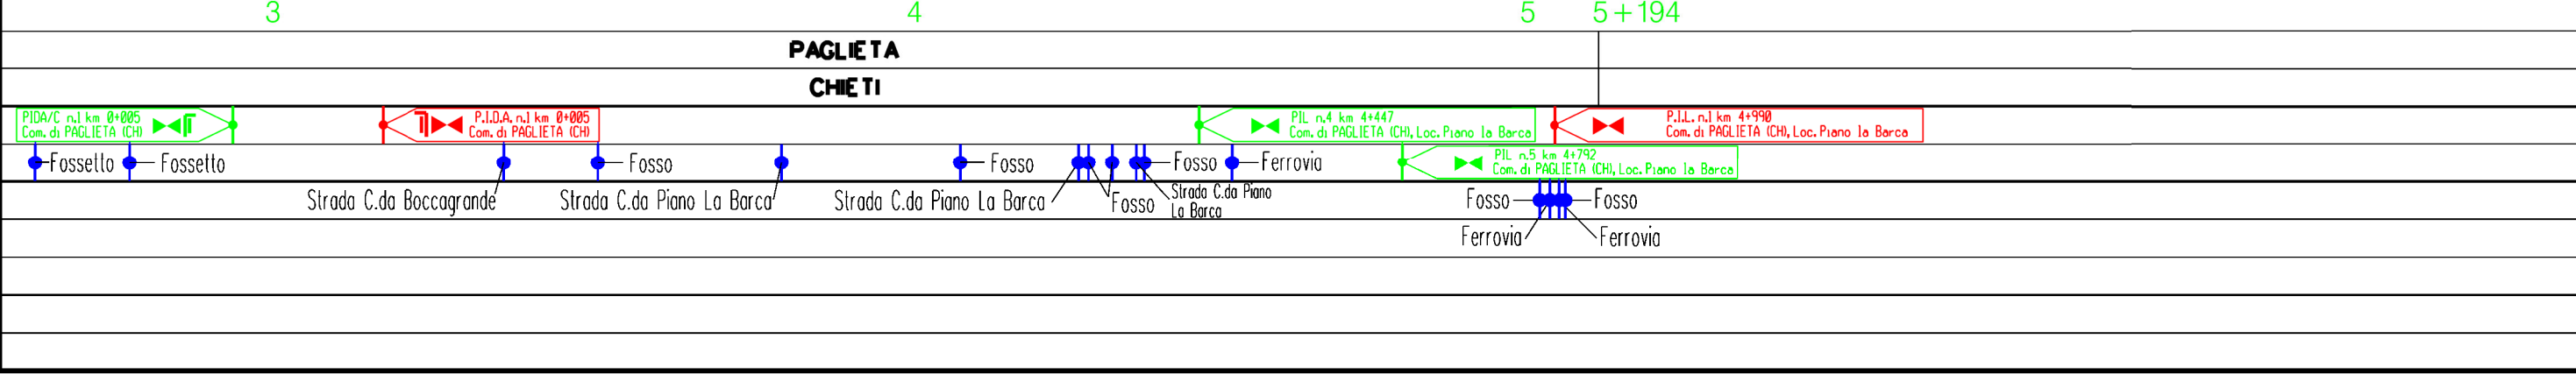 3 4 5 5+194
PAGLIETA
CHIETI
PIDA/C n.1 km 0+005
Com. di PAGLIETA (CH)
P.I.D.A. n.1 km 0+005
Com. di PAGLIETA (CH)
PIL n.4 km 4+447
Com. di PAGLIETA (CH), Loc. Piano la Barca
P.I.L. n.1 km 4+990
Com. di PAGLIETA (CH), Loc. Piano la Barca
Fossetto Fossetto Fosso Fosso Fosso Ferrovia
PIL n.5 km 4+792
Com. di PAGLIETA (CH), Loc. Piano la Barca
Strada C.da Boccagrande Strada C.da Piano La Barca Strada C.da Piano La Barca Fosso
Strada C.da Piano
La Barca
Fosso Fosso
Ferrovia Ferrovia